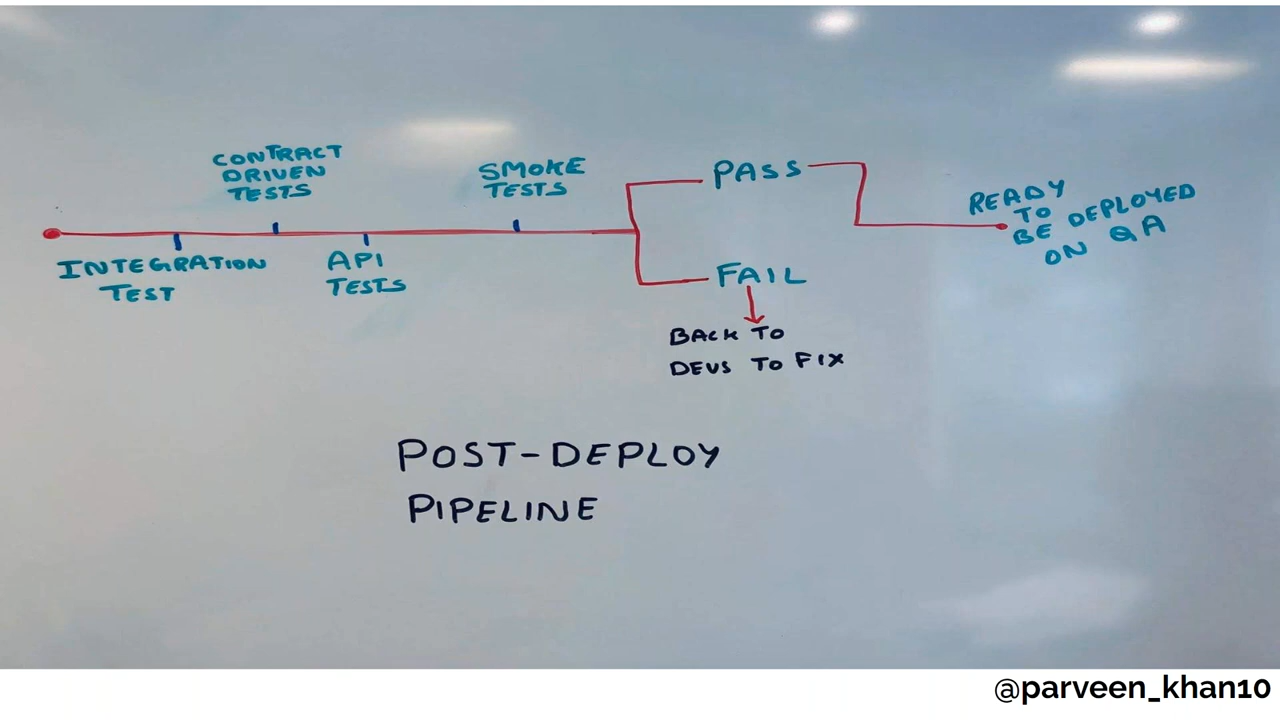 CONTRACT
DRIVEN
TESTS
SMOKE
TESTS
PASS
READY
TO
BE DEPLOYED
ON QA
INTEGRATION
TEST
API
TESTS
FAIL
BACK TO
DEVS TO FIX
POST-DEPLOY
PIPELINE
@parveen_khan10